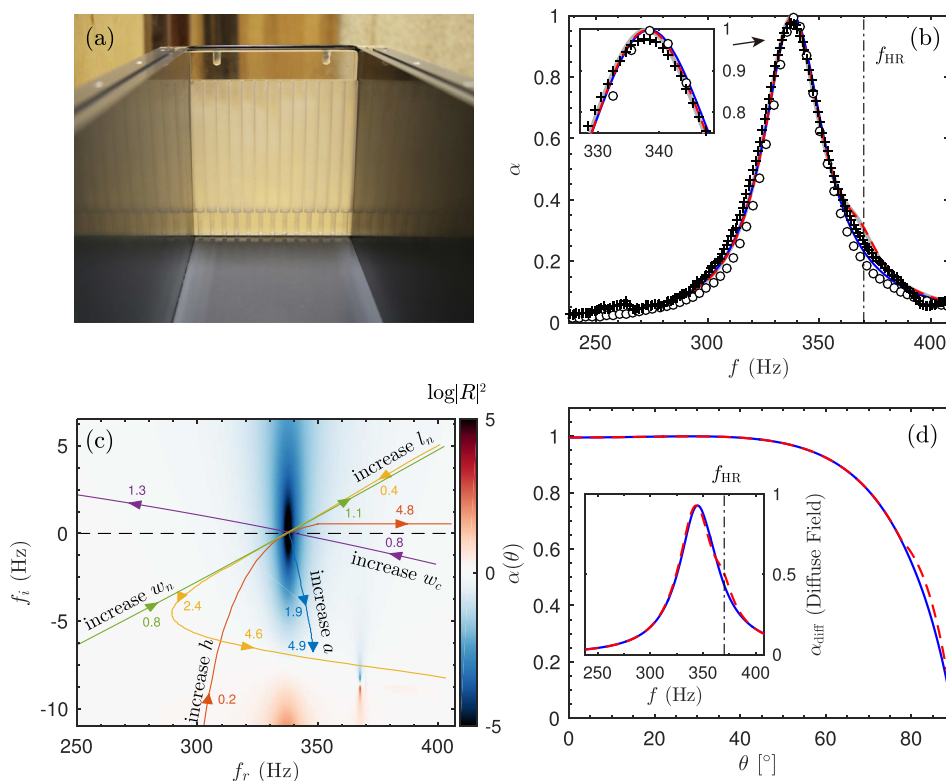 (a)
(b)
1
0.8
0.6
0.4
0.2
0
α
250
300
350
400
f (Hz)
f_HR
1
0.9
0.8
330
340
(c)
log|R|²
5
0
-5
5
0
-5
-10
f_i (Hz)
250
300
350
400
f_r (Hz)
increase l_n
0.4
1.1
4.8
1.3
0.8
increase w_c
increase w_n
0.8
2.4
4.6
1.9
4.9
increase a
increase h
0.2
(d)
1
0.8
0.6
0.4
0.2
0
α(θ)
0
20
40
60
80
θ [°]
f_HR
1
0.5
0
α_diff (Diffuse Field)
250
300
350
400
f (Hz)